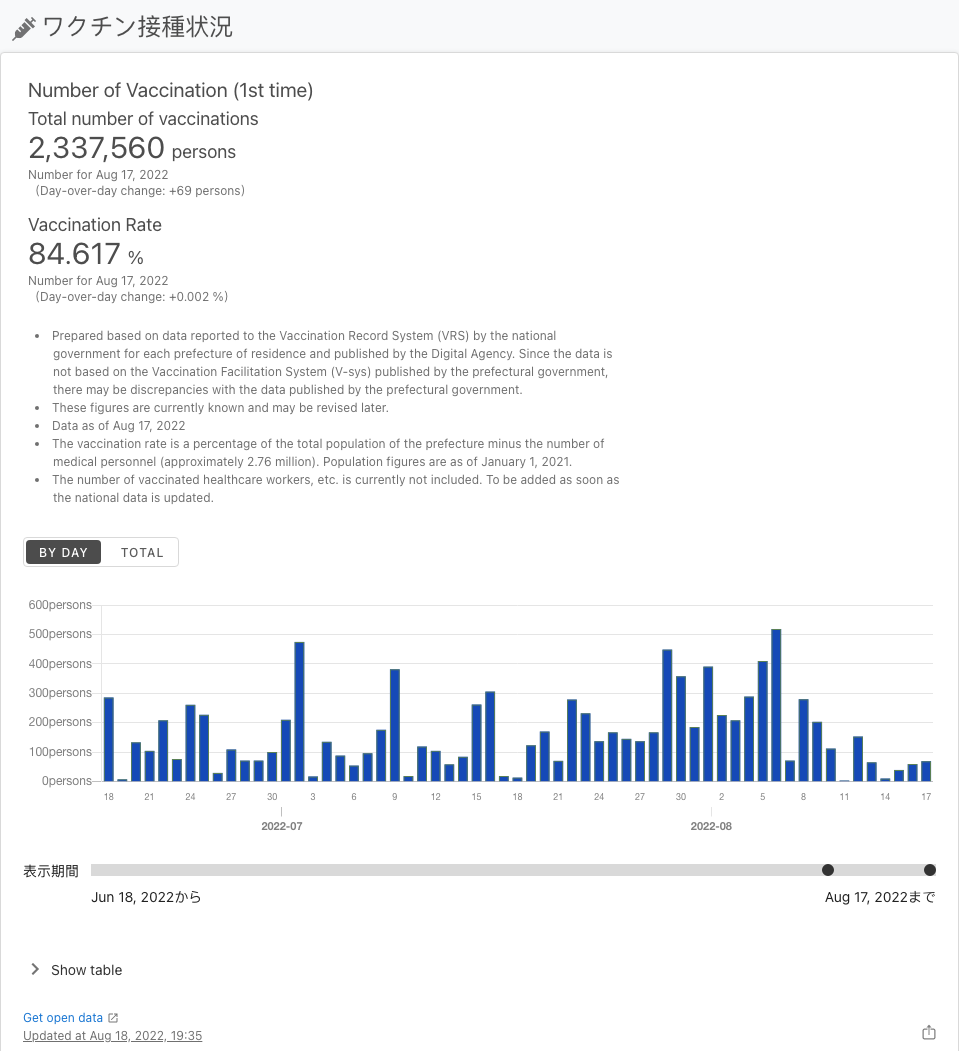 ワクチン接種状況
Number of Vaccination (1st time)
Total number of vaccinations
2,337,560 persons
Number for Aug 17, 2022
(Day-over-day change: +69 persons)
Vaccination Rate
84.617 %
Number for Aug 17, 2022
(Day-over-day change: +0.002 %)
• Prepared based on data reported to the Vaccination Record System (VRS) by the national
government for each prefecture of residence and published by the Digital Agency. Since the data is
not based on the Vaccination Facilitation System (V-sys) published by the prefectural government,
there may be discrepancies with the data published by the prefectural government.
• These figures are currently known and may be revised later.
• Data as of Aug 17, 2022
• The vaccination rate is a percentage of the total population of the prefecture minus the number of
medical personnel (approximately 2.76 million). Population figures are as of January 1, 2021.
• The number of vaccinated healthcare workers, etc. is currently not included. To be added as soon as
the national data is updated.
BY DAY TOTAL
600persons
500persons
400persons
300persons
200persons
100persons
0persons
18 21 24 27 30 3 6 9 12 15 18 21 24 27 30 2 5 8 11 14 17
2022-07 2022-08
表示期間
Jun 18, 2022から Aug 17, 2022まで
Show table
Get open data
Updated at Aug 18, 2022, 19:35